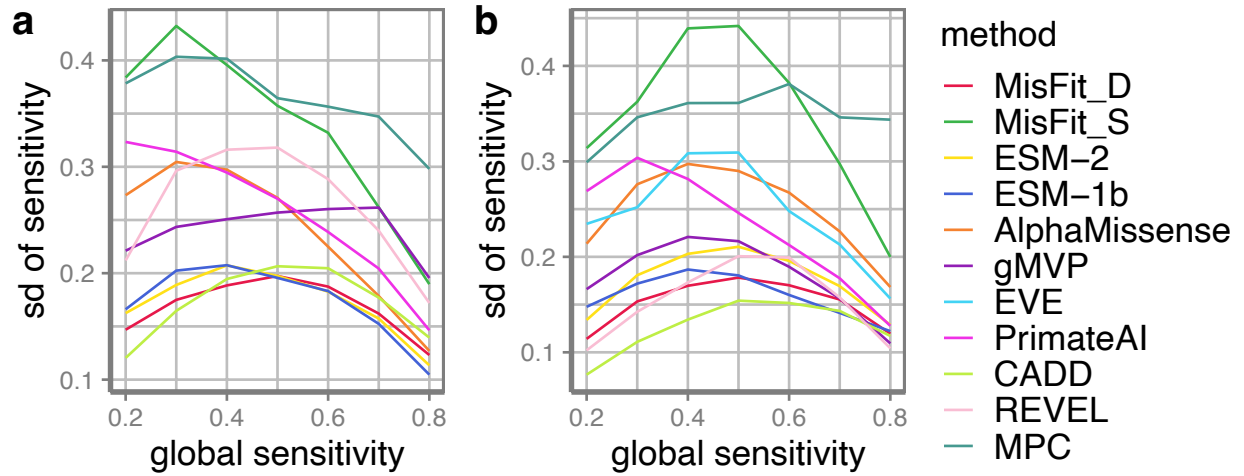 a
sd of sensitivity
0.4
0.3
0.2
0.1
0.2 0.4 0.6 0.8
global sensitivity
b
sd of sensitivity
0.4
0.3
0.2
0.1
0.2 0.4 0.6 0.8
global sensitivity
method
MisFit_D
MisFit_S
ESM−2
ESM−1b
AlphaMissense
gMVP
EVE
PrimateAI
CADD
REVEL
MPC